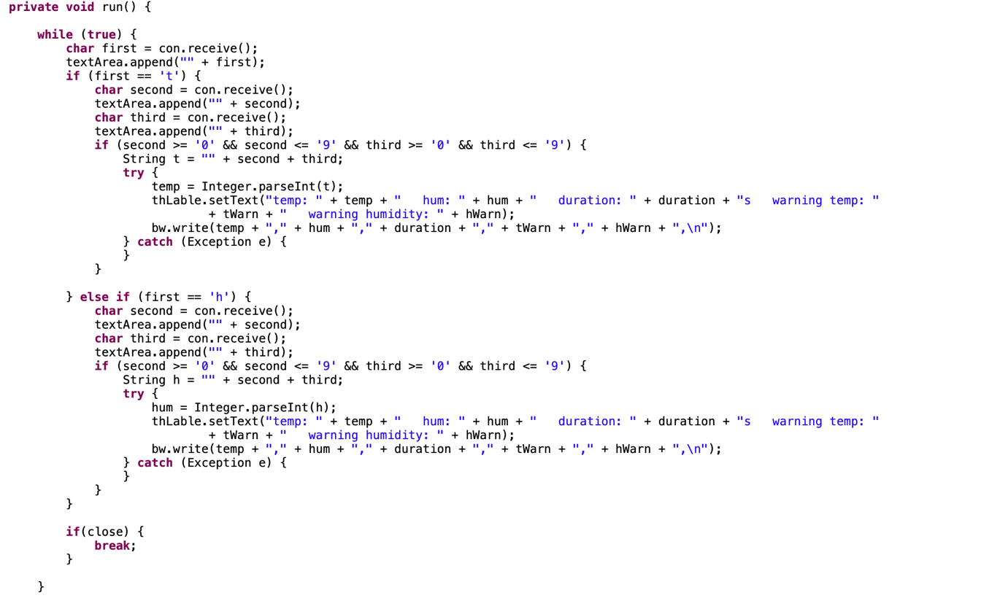 private void run() {
while (true) {
char first = con.receive();
textArea.append("" + first);
if (first == 't') {
char second = con.receive();
textArea.append("" + second);
char third = con.receive();
textArea.append("" + third);
if (second >= '0' && second <= '9' && third >= '0' && third <= '9') {
String t = "" + second + third;
try {
temp = Integer.parseInt(t);
thLable.setText("temp: " + temp + "   hum: " + hum + "   duration: " + duration + "s   warning temp: "
+ tWarn + "   warning humidity: " + hWarn);
bw.write(temp + "," + hum + "," + duration + "," + tWarn + "," + hWarn + ",\n");
} catch (Exception e) {
}
}
} else if (first == 'h') {
char second = con.receive();
textArea.append("" + second);
char third = con.receive();
textArea.append("" + third);
if (second >= '0' && second <= '9' && third >= '0' && third <= '9') {
String h = "" + second + third;
try {
hum = Integer.parseInt(h);
thLable.setText("temp: " + temp + "   hum: " + hum + "   duration: " + duration + "s   warning temp: "
+ tWarn + "   warning humidity: " + hWarn);
bw.write(temp + "," + hum + "," + duration + "," + tWarn + "," + hWarn + ",\n");
} catch (Exception e) {
}
}
}
if(close) {
break;
}
}